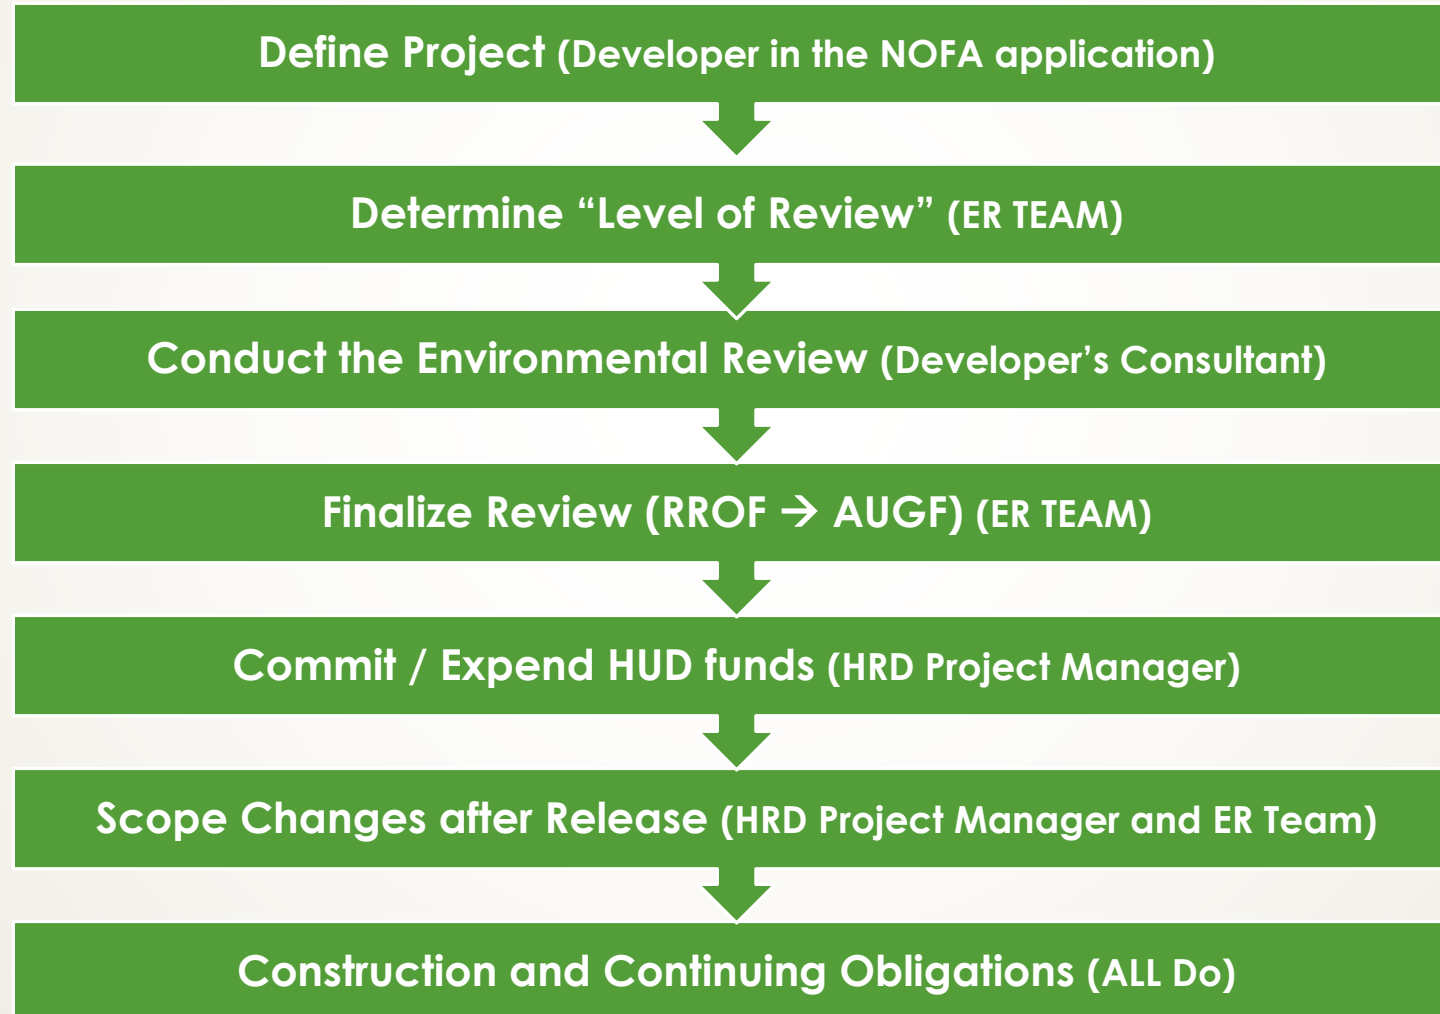 Define Project (Developer in the NOFA application)
Determine “Level of Review” (ER TEAM)
Conduct the Environmental Review (Developer’s Consultant)
Finalize Review (RROF → AUGF) (ER TEAM)
Commit / Expend HUD funds (HRD Project Manager)
Scope Changes after Release (HRD Project Manager and ER Team)
Construction and Continuing Obligations (ALL Do)